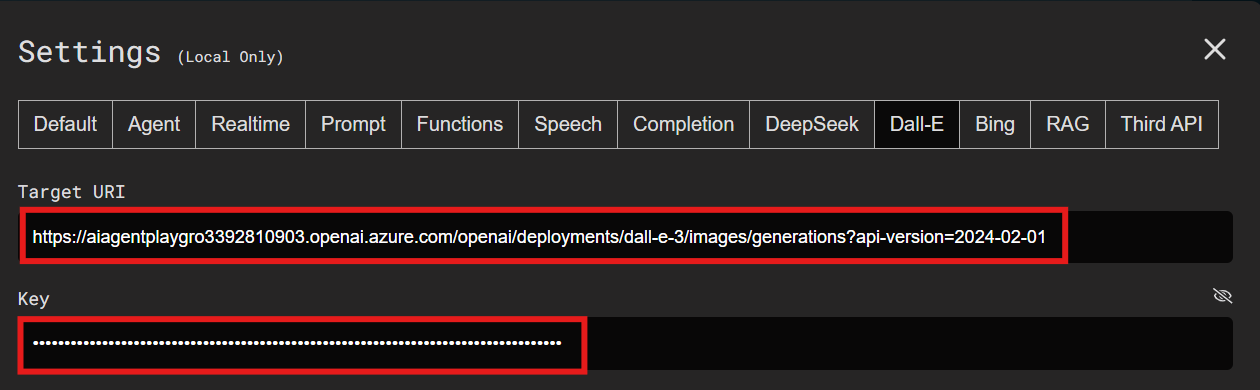 Settings (Local Only)
Default Agent Realtime Prompt Functions Speech Completion DeepSeek Dall-E Bing RAG Third API
Target URI
https://aiagentplaygro3392810903.openai.azure.com/openai/deployments/dall-e-3/images/generations?api-version=2024-02-01
Key